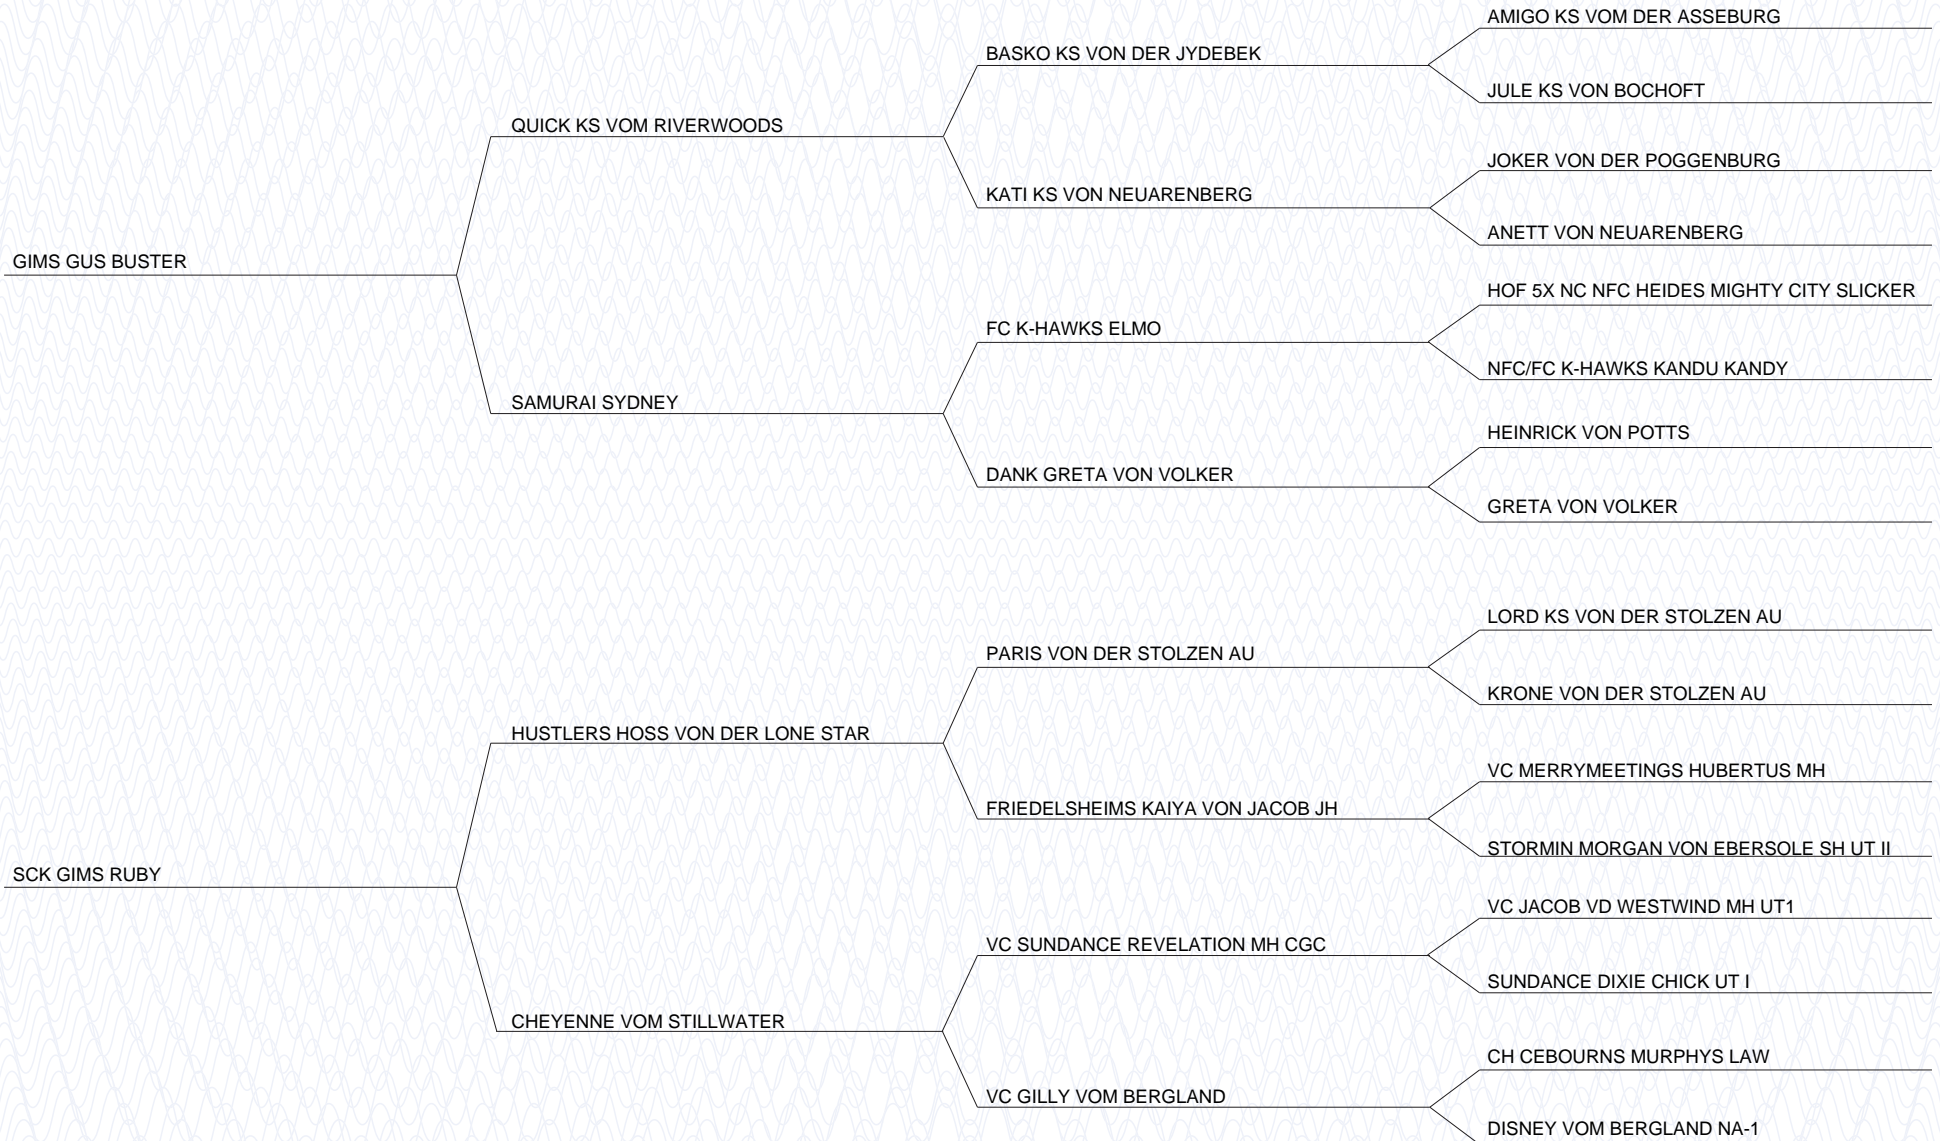 AMIGO KS VOM DER ASSEBURG
BASKO KS VON DER JYDEBEK
JULE KS VON BOCHOFT
QUICK KS VOM RIVERWOODS
JOKER VON DER POGGENBURG
KATI KS VON NEUARENBERG
ANETT VON NEUARENBERG
GIMS GUS BUSTER
HOF 5X NC NFC HEIDES MIGHTY CITY SLICKER
FC K-HAWKS ELMO
NFC/FC K-HAWKS KANDU KANDY
SAMURAI SYDNEY
HEINRICK VON POTTS
DANK GRETA VON VOLKER
GRETA VON VOLKER
LORD KS VON DER STOLZEN AU
PARIS VON DER STOLZEN AU
KRONE VON DER STOLZEN AU
HUSTLERS HOSS VON DER LONE STAR
VC MERRYMEETINGS HUBERTUS MH
FRIEDELSHEIMS KAIYA VON JACOB JH
STORMIN MORGAN VON EBERSOLE SH UT II
SCK GIMS RUBY
VC JACOB VD WESTWIND MH UT1
VC SUNDANCE REVELATION MH CGC
SUNDANCE DIXIE CHICK UT I
CHEYENNE VOM STILLWATER
CH CEBOURNS MURPHYS LAW
VC GILLY VOM BERGLAND
DISNEY VOM BERGLAND NA-1